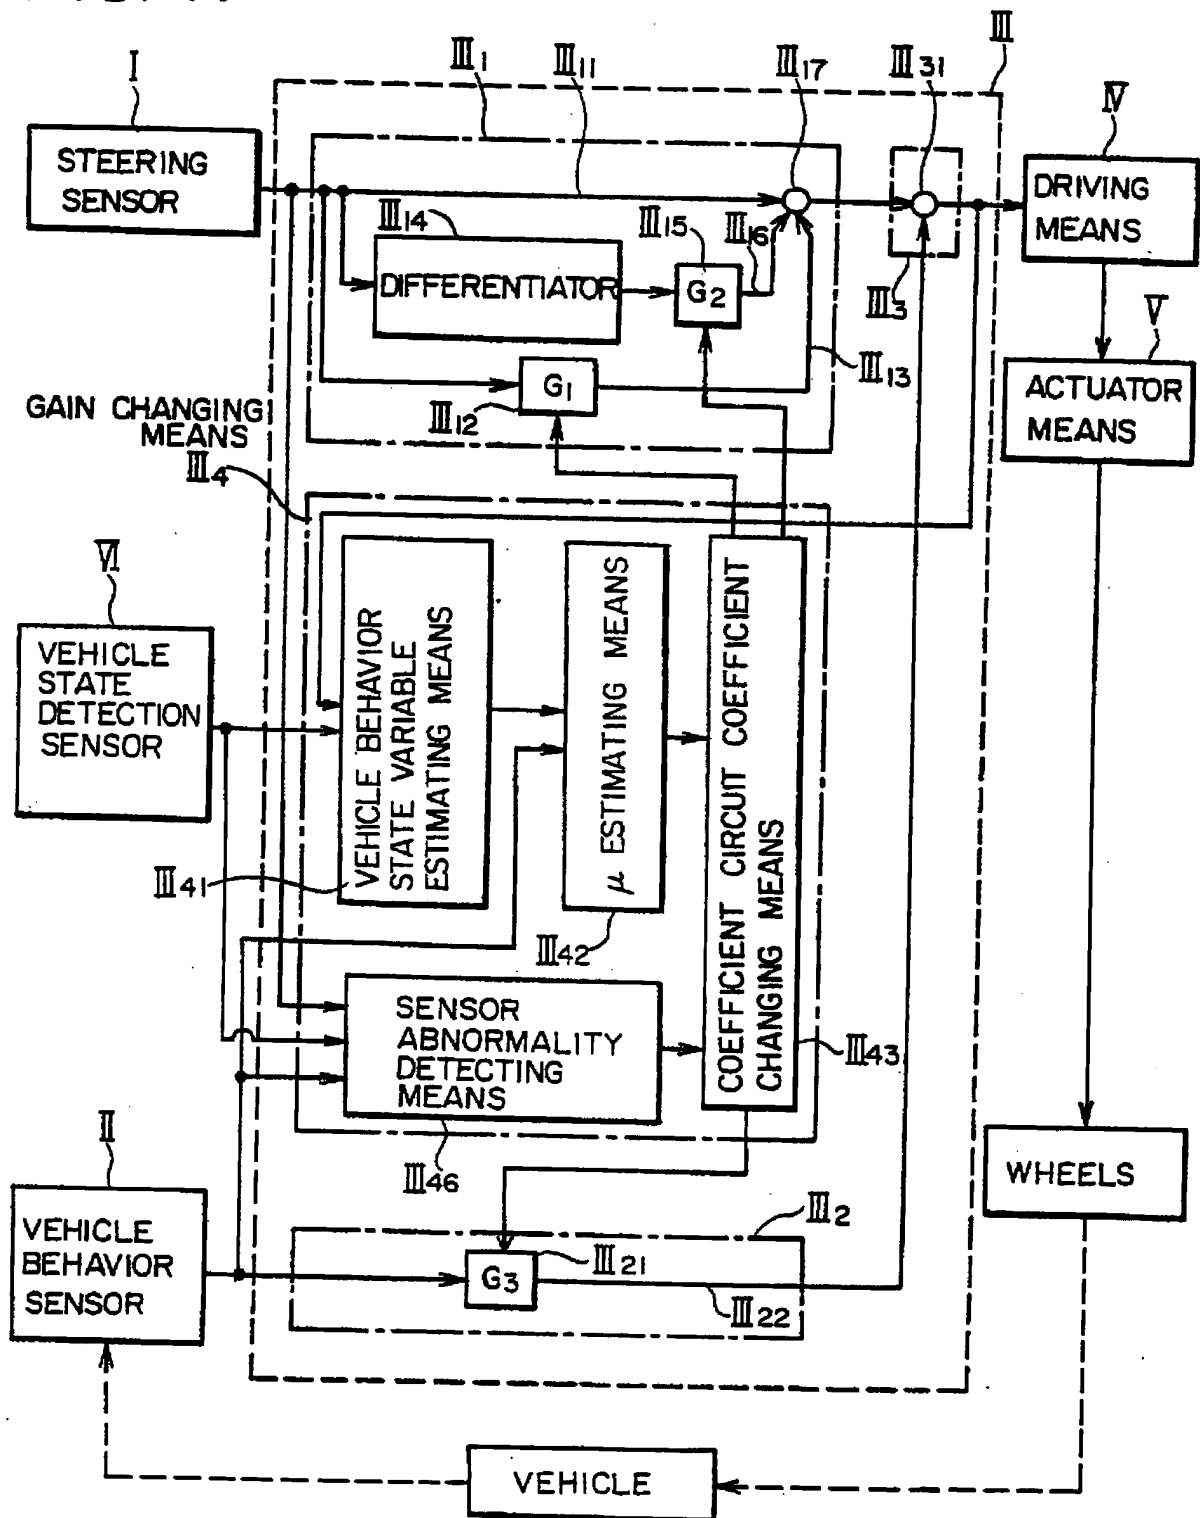 III
I
III1
III11
III17
III31
IV
STEERING
SENSOR
DRIVING
MEANS
III14
III15
III16
DIFFERENTIATOR
G2
III3
V
III13
G1
III12
ACTUATOR
MEANS
GAIN CHANGING
MEANS
III4
VI
VEHICLE
STATE
DETECTION
SENSOR
VEHICLE BEHAVIOR
STATE VARIABLE
ESTIMATING MEANS
μ ESTIMATING MEANS
COEFFICIENT CIRCUIT COEFFICIENT
CHANGING MEANS
III41
III42
SENSOR
ABNORMALITY
DETECTING
MEANS
III43
II
III46
WHEELS
VEHICLE
BEHAVIOR
SENSOR
III2
III21
G3
III22
VEHICLE